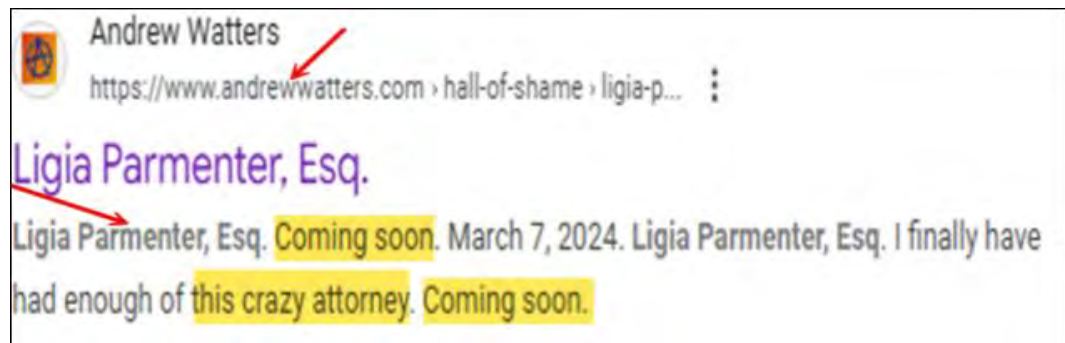 Andrew Watters
https://www.andrewwatters.com › hall-of-shame › ligia-p...
Ligia Parmenter, Esq.
Ligia Parmenter, Esq. Coming soon. March 7, 2024. Ligia Parmenter, Esq. I finally have
had enough of this crazy attorney. Coming soon.